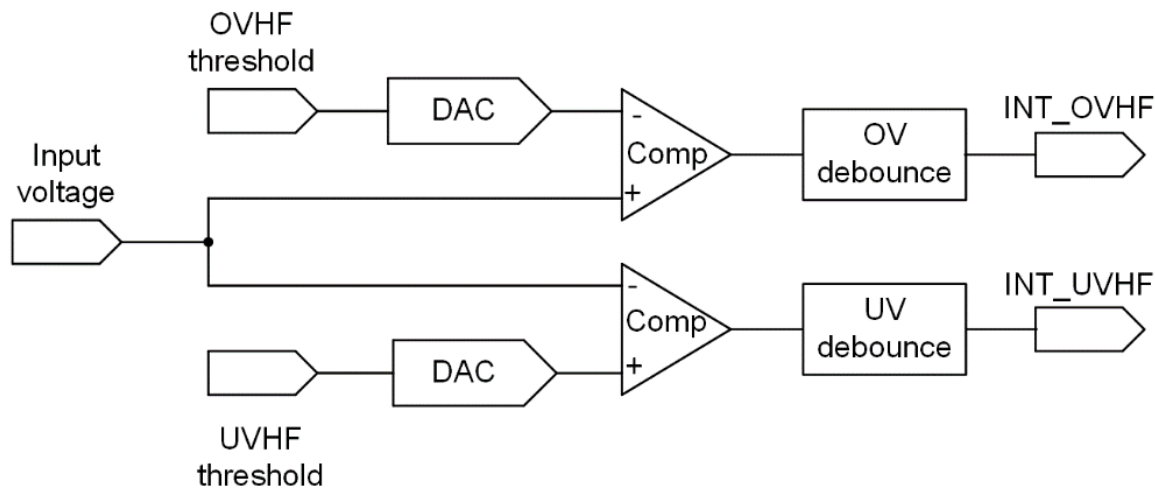 OVHF
threshold
DAC
-
Comp
+
OV
debounce
INT_OVHF
Input
voltage
-
Comp
+
UV
debounce
INT_UVHF
DAC
UVHF
threshold